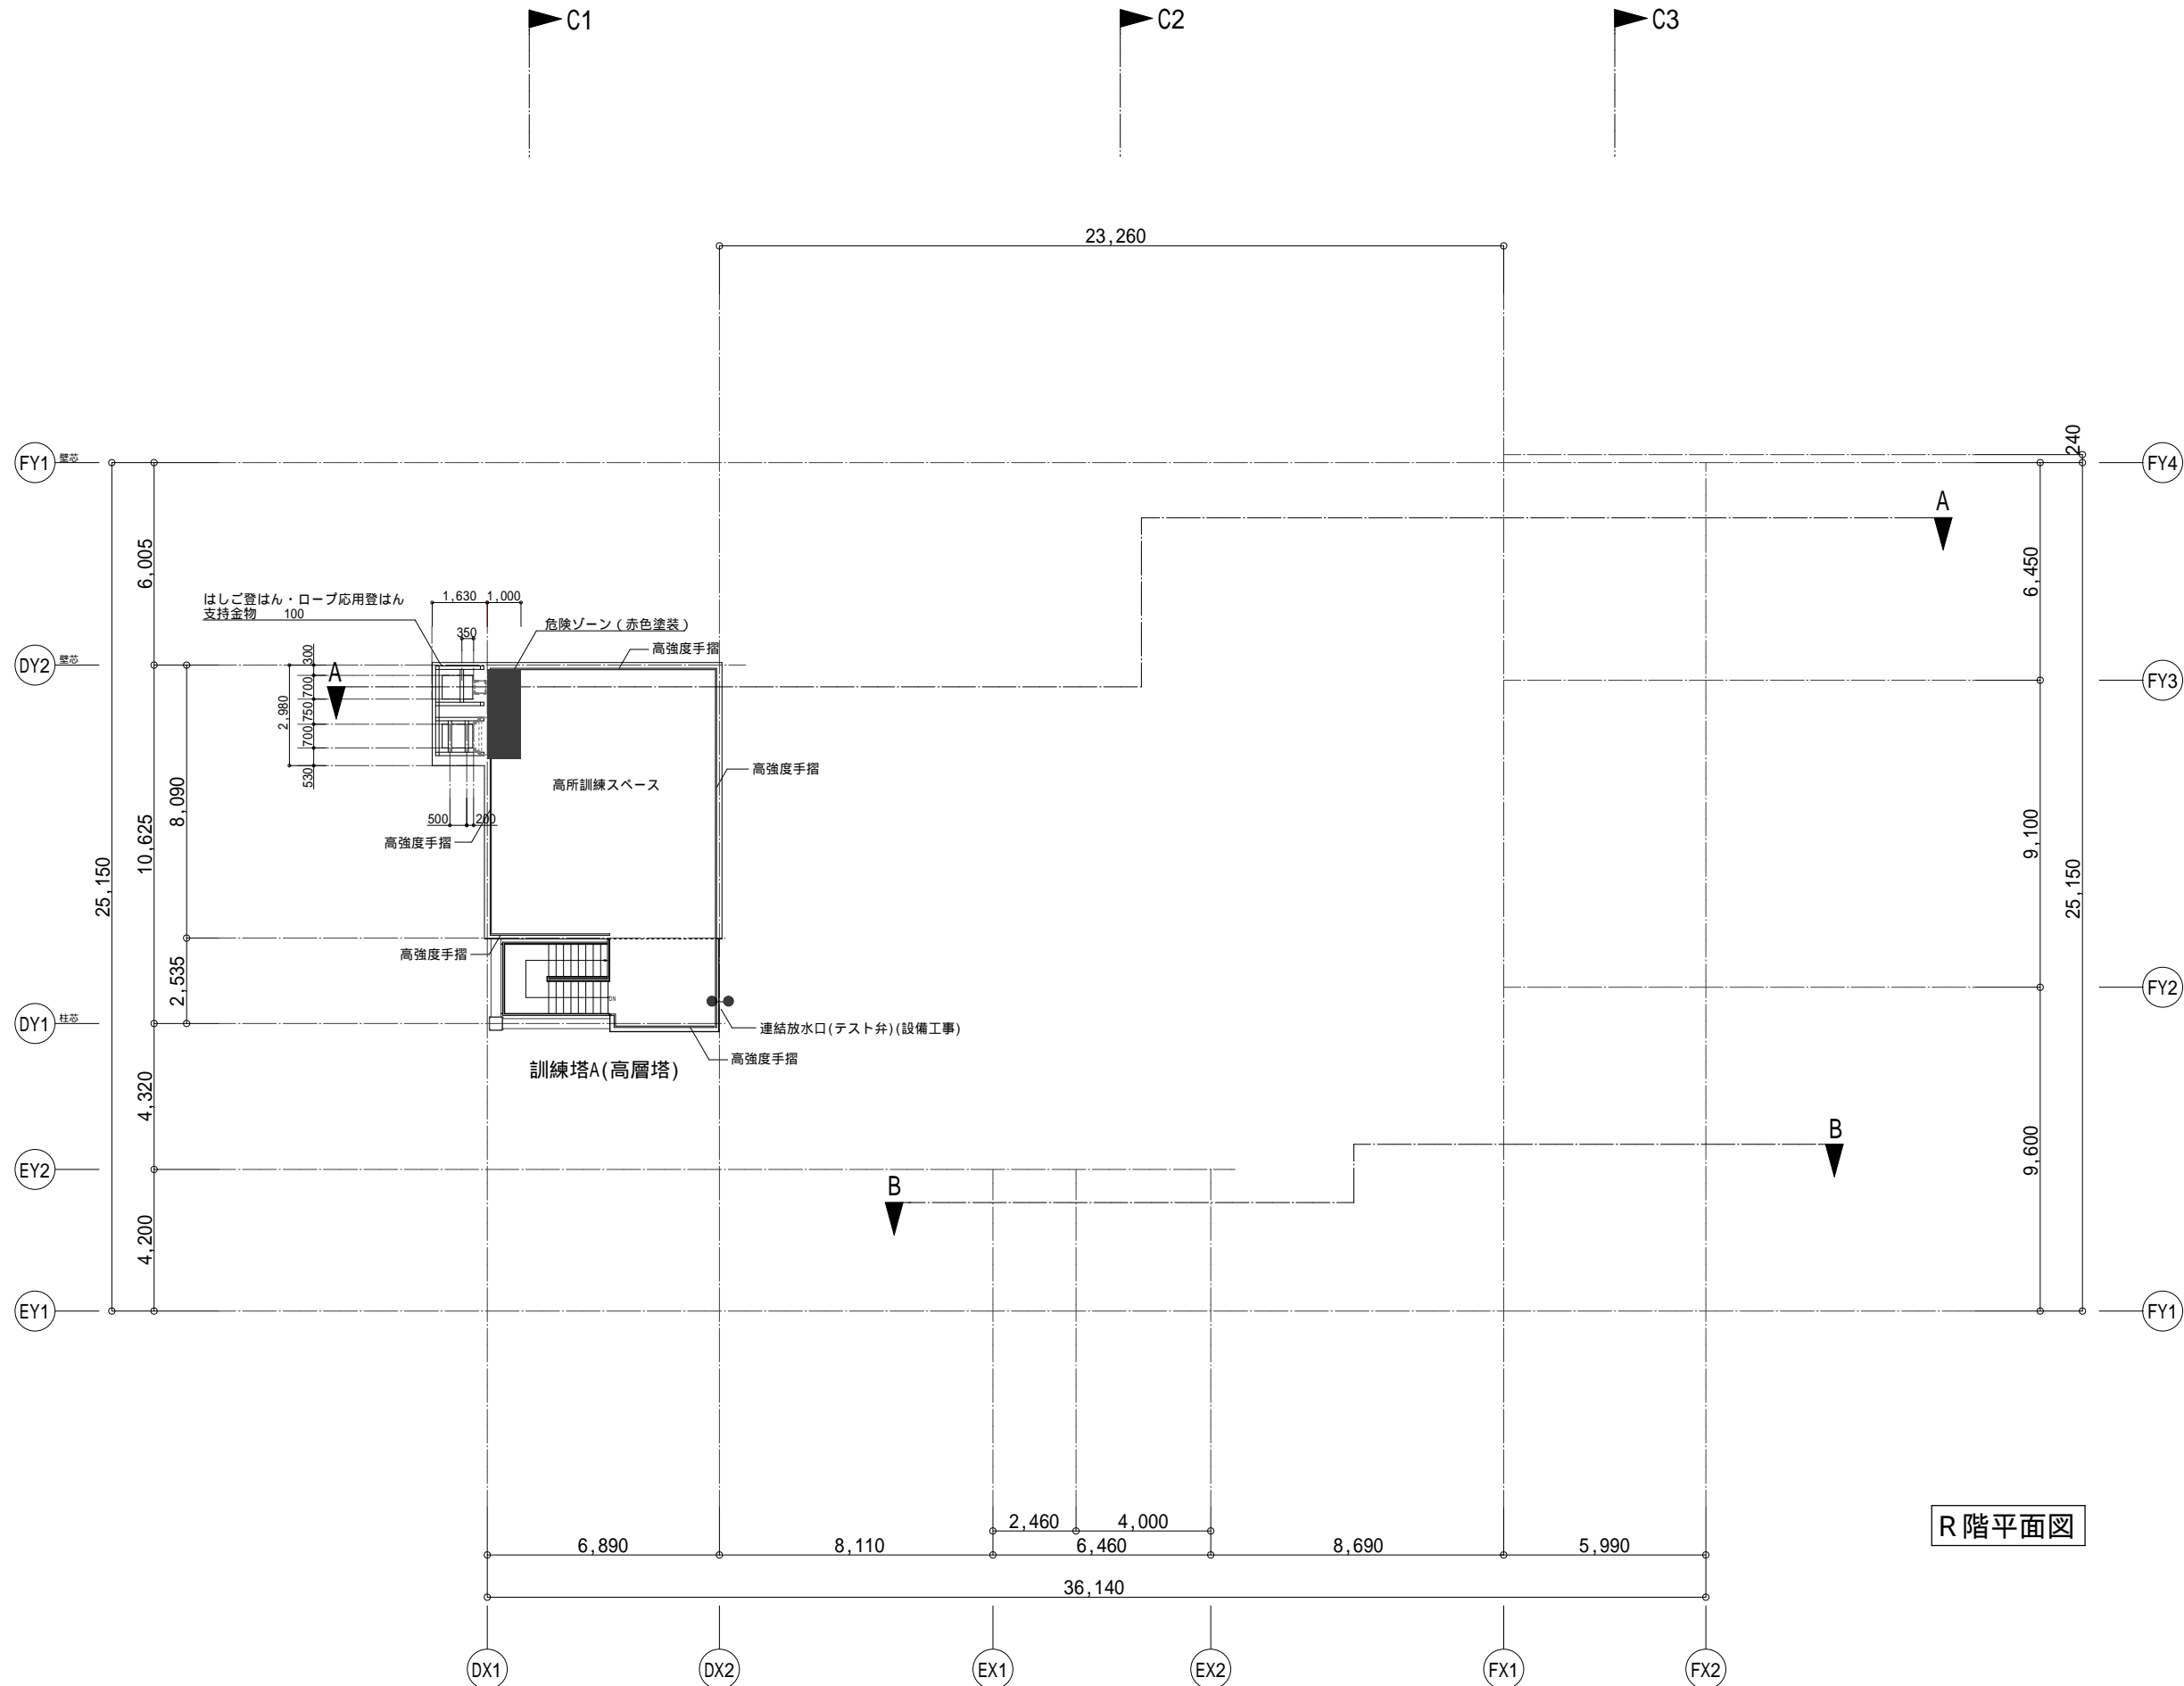 C1
C2
C3
23,260
240
FY1
壁芯
FY4
A
6,005
6,450
はしご登はん・ロープ応用登はん
支持金物 100
1,630
1,000
危険ゾーン(赤色塗装)
350
高強度手摺
DY2
壁芯
300
A
FY3
700
2,980
750
700
530
高強度手摺
高所訓練スペース
8,090
500
200
高強度手摺
10,625
9,100
25,150
25,150
高強度手摺
2,535
DN
FY2
DY1
柱芯
連結放水口(テスト弁)(設備工事)
高強度手摺
訓練塔A(高層塔)
4,320
B
9,600
EY2
B
4,200
EY1
FY1
R階平面図
2,460
4,000
6,890
8,110
6,460
8,690
5,990
36,140
DX1
DX2
EX1
EX2
FX1
FX2